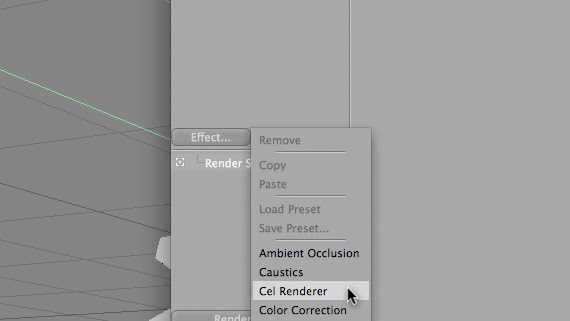 Effect...
Remove
Copy
Paste
Load Preset
Save Preset...
Render S
Ambient Occlusion
Caustics
Cel Renderer
Color Correction
Render